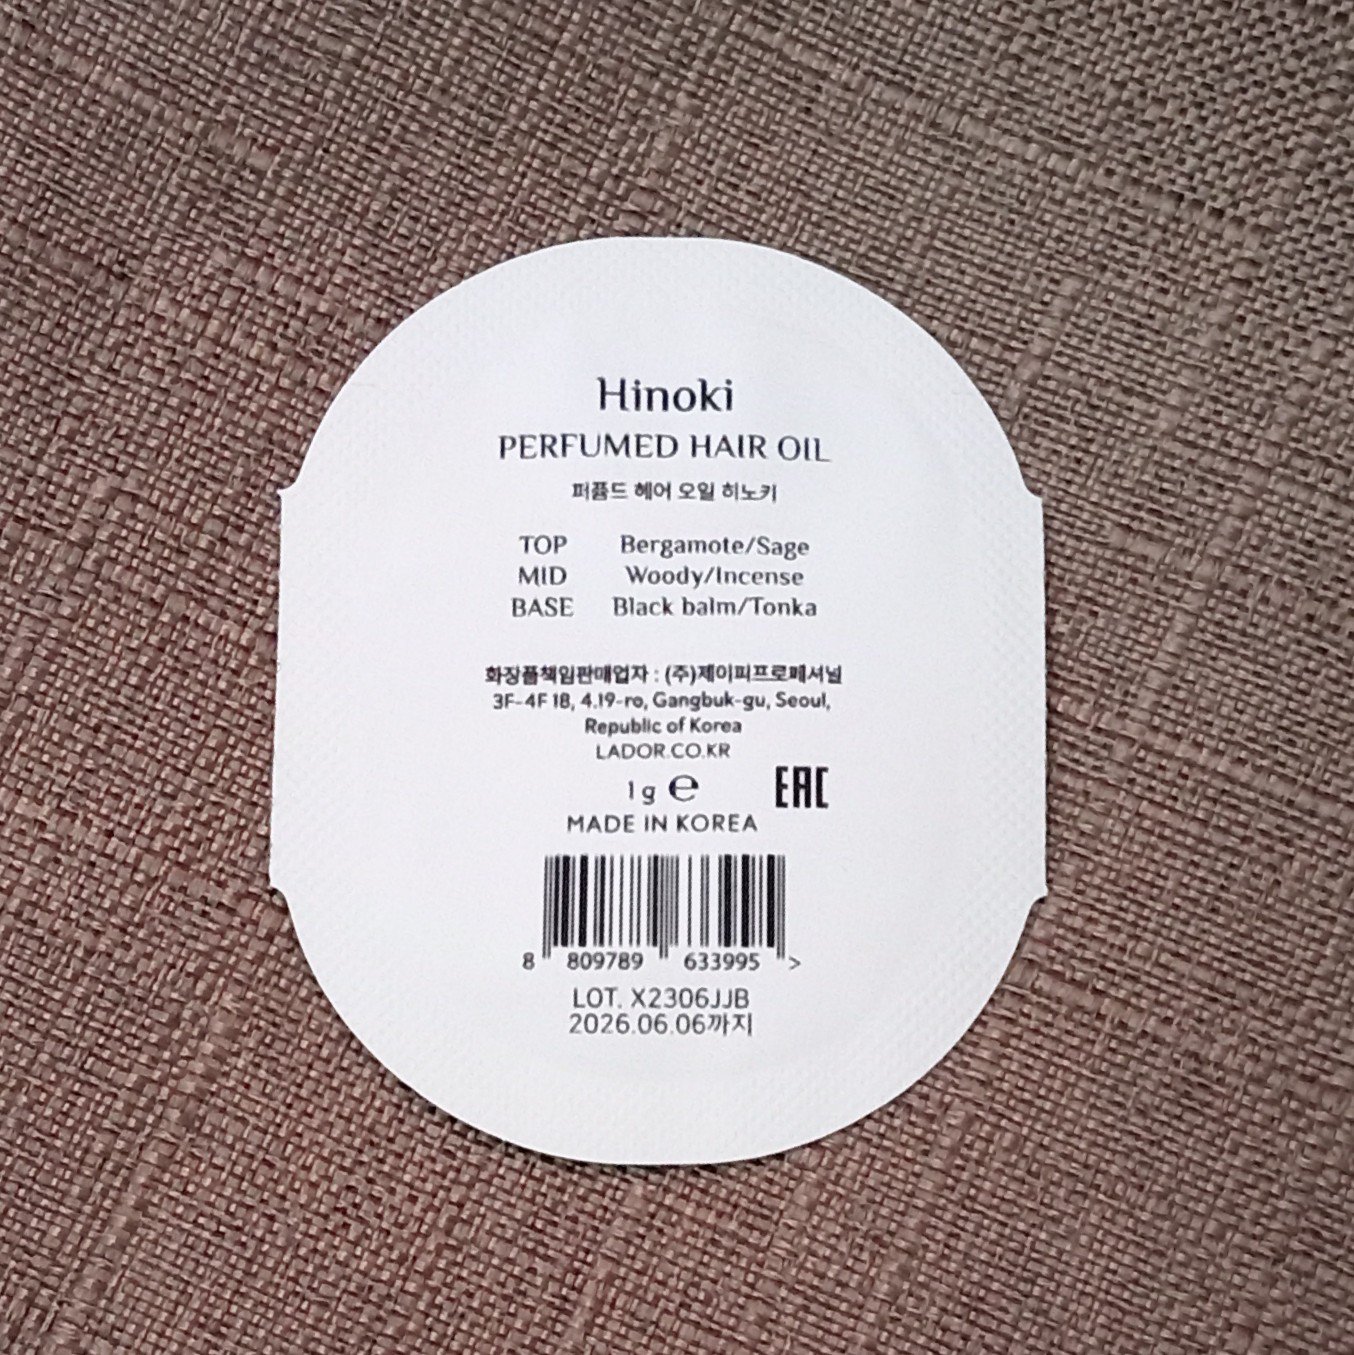 Hinoki
PERFUMED HAIR OIL
퍼퓸드 헤어 오일 히노키
TOP Bergamote/Sage
MID Woody/Incense
BASE Black balm/Tonka
화장품책임판매업자 : (주)제이피프로페셔널
3F-4F 18, 4.19-ro, Gangbuk-gu, Seoul,
Republic of Korea
LADOR.CO.KR
1 g ℮ EAC
MADE IN KOREA
8 809789 633995 >
LOT. X2306JJB
2026.06.06까지